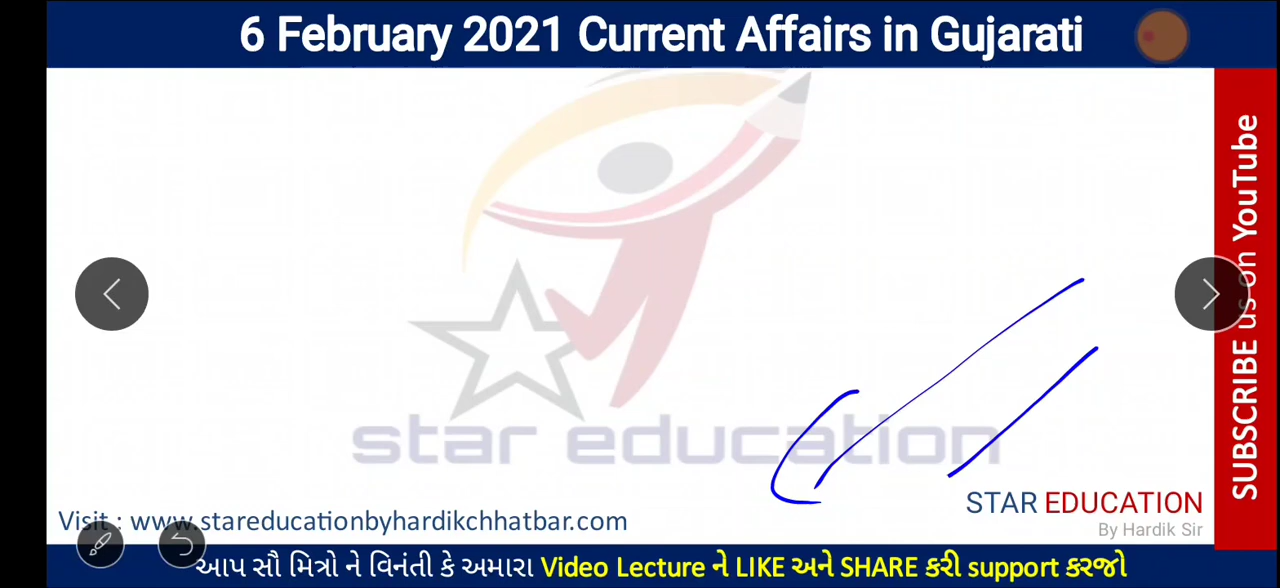 6 February 2021 Current Affairs in Gujarati
SUBSCRIBE us on YouTube
star education
STAR EDUCATION
By Hardik Sir
Visit : www.stareducationbyhardikchhatbar.com
આપ સૌ મિત્રો ને વિનંતી કે અમારા Video Lecture ને LIKE અને SHARE કરી support કરજો